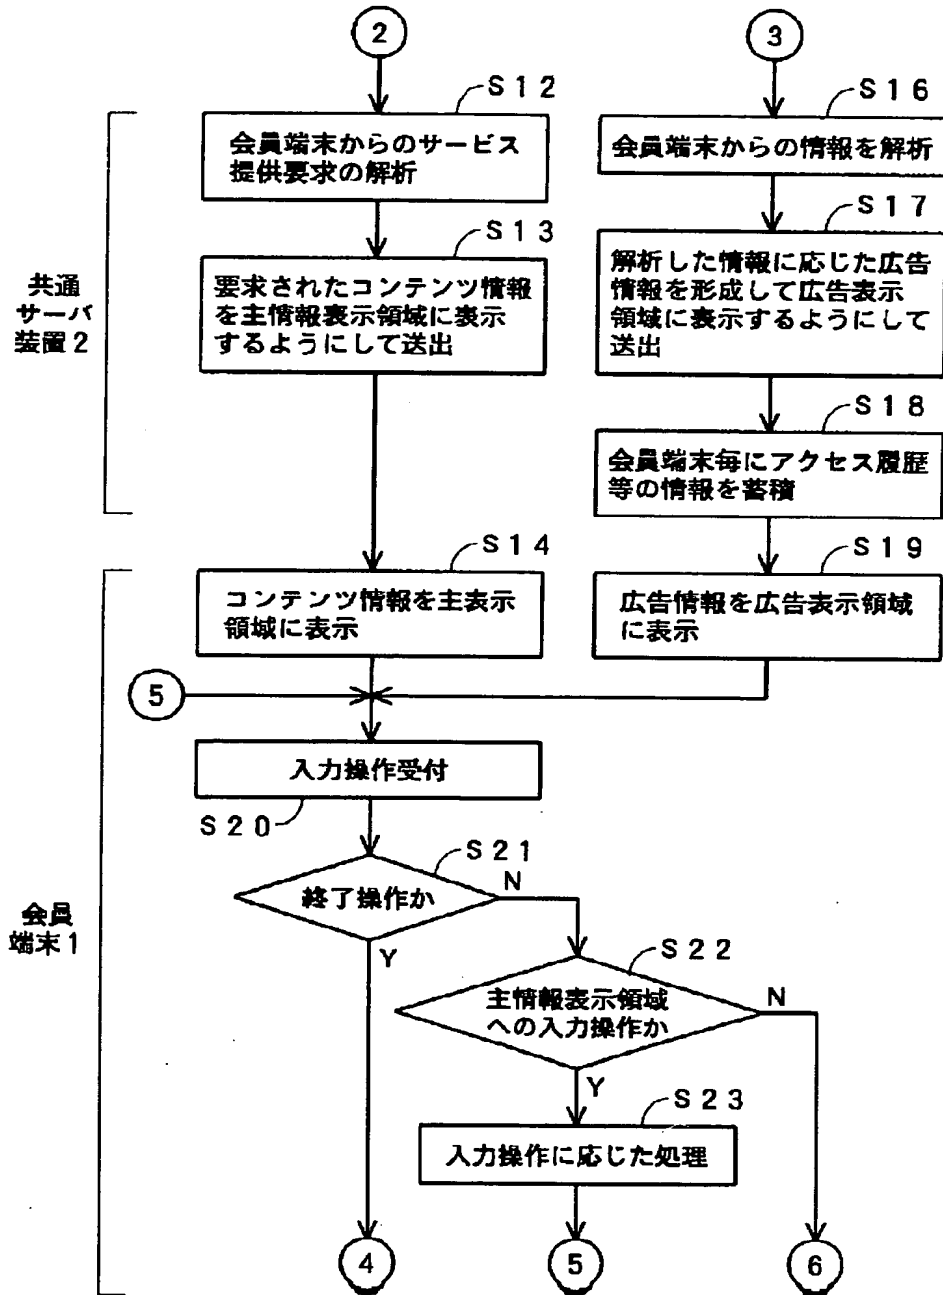 2
3
S12
S16
会員端末からのサービス
提供要求の解析
会員端末からの情報を解析
S13
S17
共通
サーバ
装置2
要求されたコンテンツ情報
を主情報表示領域に表示
するようにして送出
解析した情報に応じた広告
情報を形成して広告表示
領域に表示するようにして
送出
S18
会員端末毎にアクセス履歴
等の情報を蓄積
S14
S19
コンテンツ情報を主表示
領域に表示
広告情報を広告表示領域
に表示
5
入力操作受付
S20
S21
終了操作か
N
Y
会員
端末1
S22
主情報表示領域
への入力操作か
N
Y
S23
入力操作に応じた処理
4
5
6